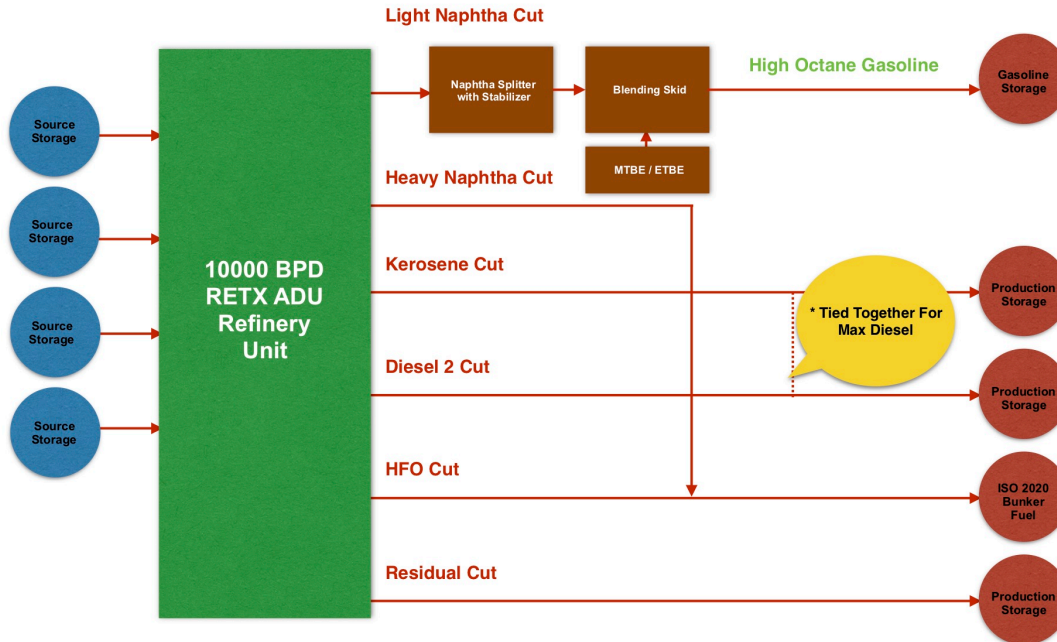 Light Naphtha Cut
Naphtha Splitter
with Stabilizer
Blending Skid
High Octane Gasoline
Gasoline
Storage
MTBE / ETBE
Source
Storage
Source
Storage
Source
Storage
Source
Storage
10000 BPD
RETX ADU
Refinery
Unit
Heavy Naphtha Cut
Kerosene Cut
* Tied Together For
Max Diesel
Production
Storage
Diesel 2 Cut
Production
Storage
HFO Cut
ISO 2020
Bunker
Fuel
Residual Cut
Production
Storage